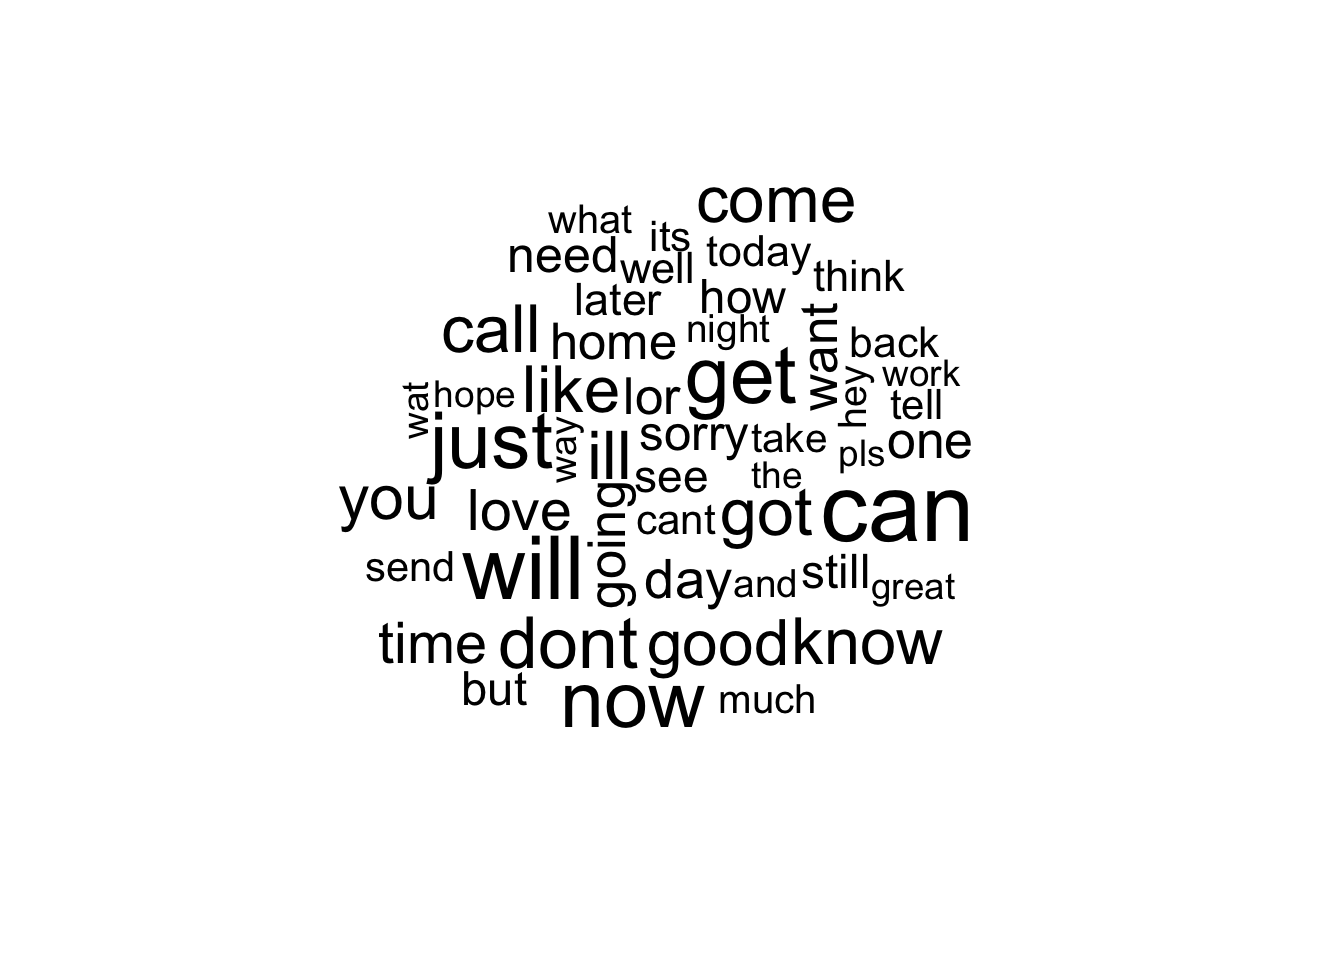 come
what its
need well today think
later how
call home night want back
wat hope like lor get hey work
tell
just way ill sorry take pls one
see the
you love going cant got can
send will day and still great
time dont good know
but now much